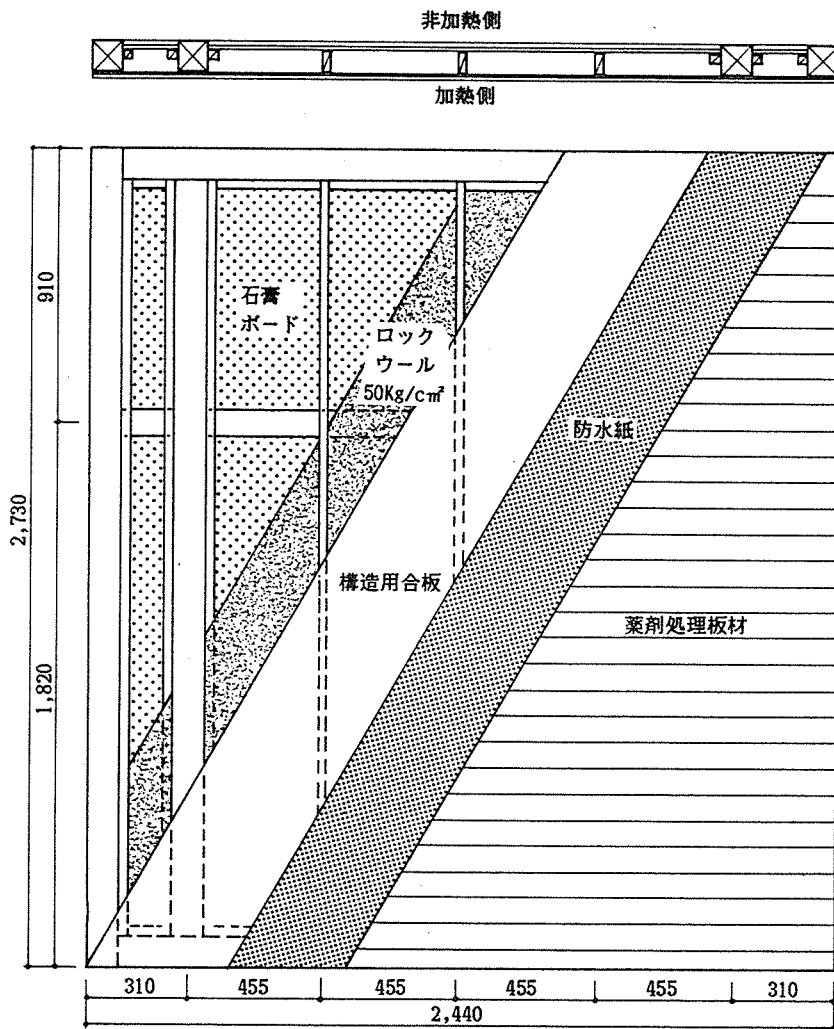 非加熱側
加熱側
石膏
ボード
ロック
ウール
50Kg/cm²
防水紙
構造用合板
薬剤処理板材
910
2,730
1,820
310
455
455
455
455
310
2,440